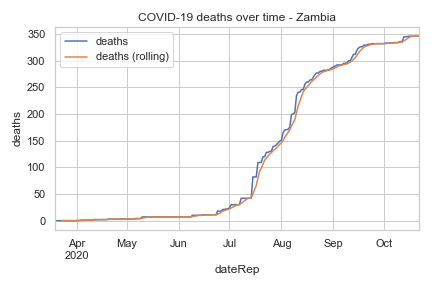 COVID-19 deaths over time - Zambia
deaths
deaths (rolling)
350
300
250
200
150
100
50
0
deaths
Apr
2020
May
Jun
Jul
Aug
Sep
Oct
dateRep